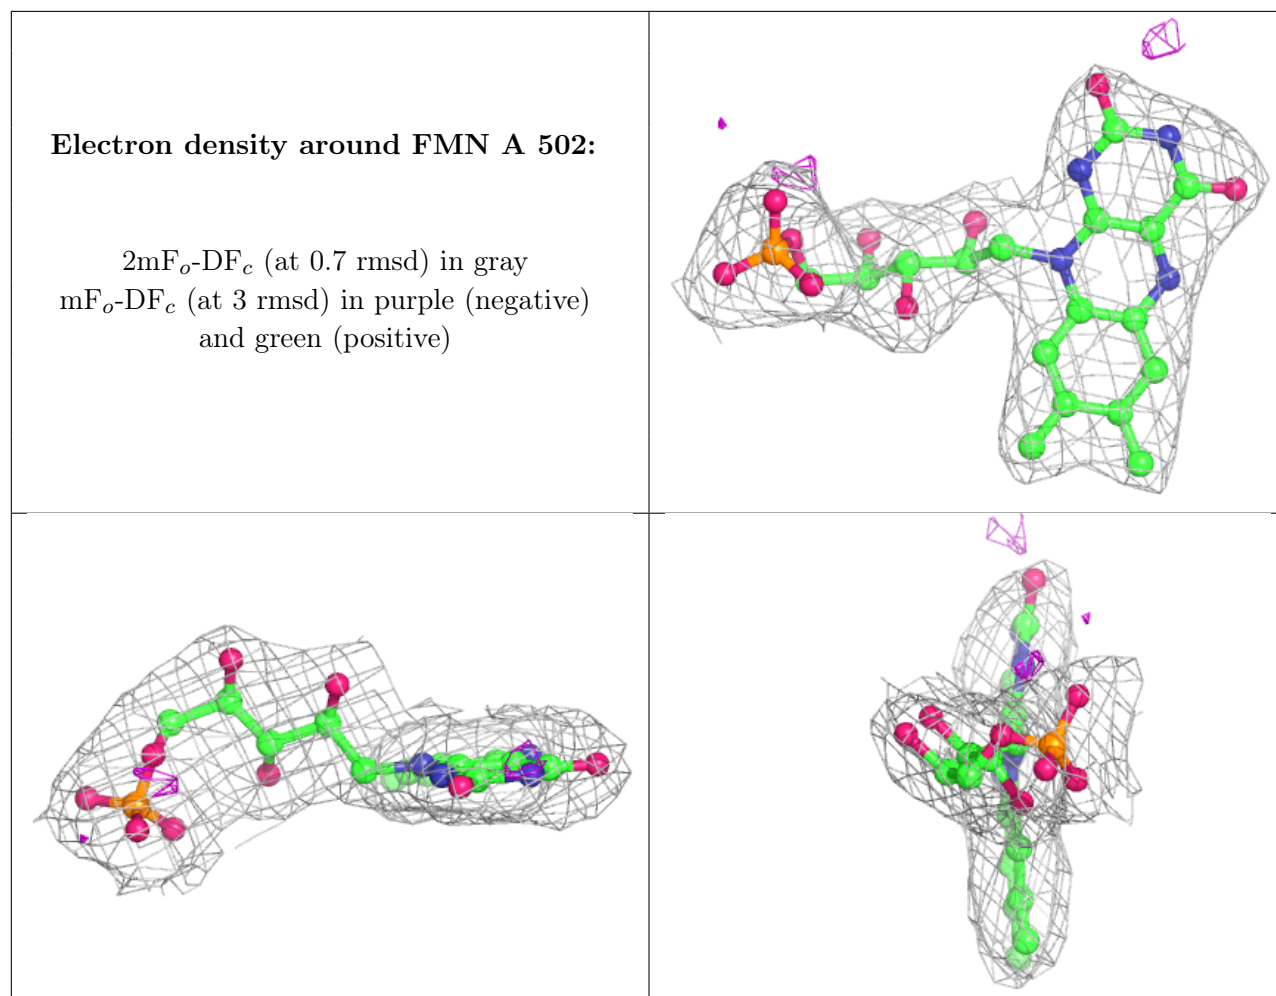 Electron density around FMN A 502:
2mFo-DFc (at 0.7 rmsd) in gray
mFo-DFc (at 3 rmsd) in purple (negative)
and green (positive)